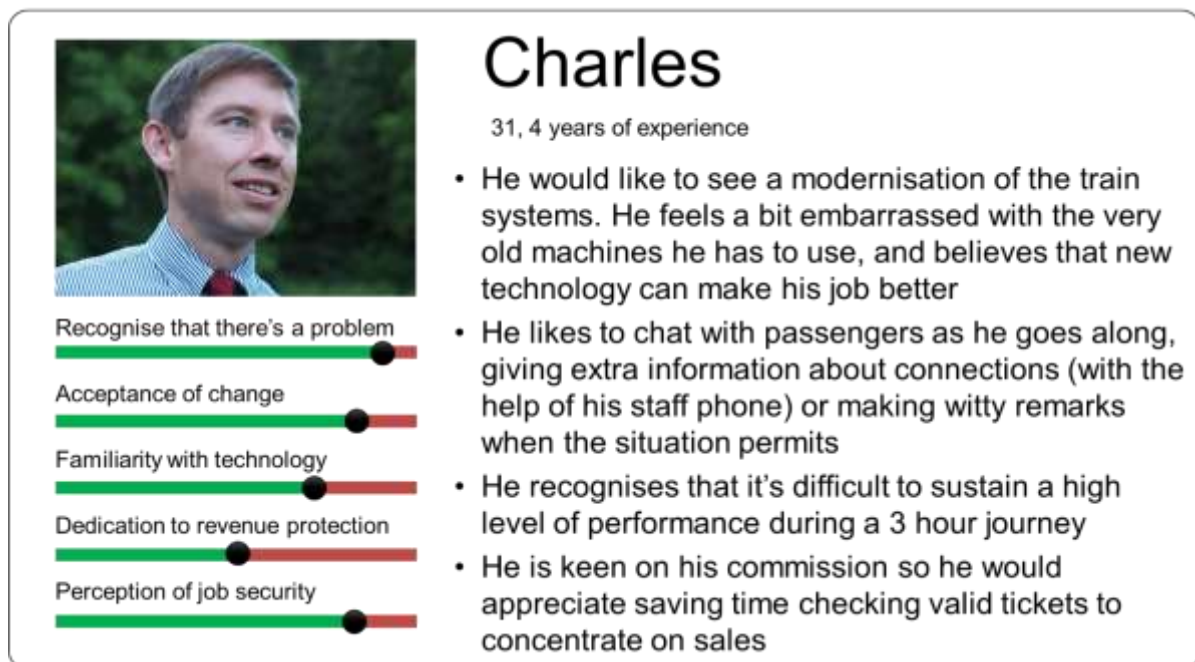 Charles
31, 4 years of experience
• He would like to see a modernisation of the train
systems. He feels a bit embarrassed with the very
old machines he has to use, and believes that new
technology can make his job better
• He likes to chat with passengers as he goes along,
giving extra information about connections (with the
help of his staff phone) or making witty remarks
when the situation permits
• He recognises that it's difficult to sustain a high
level of performance during a 3 hour journey
• He is keen on his commission so he would
appreciate saving time checking valid tickets to
concentrate on sales
Recognise that there's a problem
Acceptance of change
Familiarity with technology
Dedication to revenue protection
Perception of job security